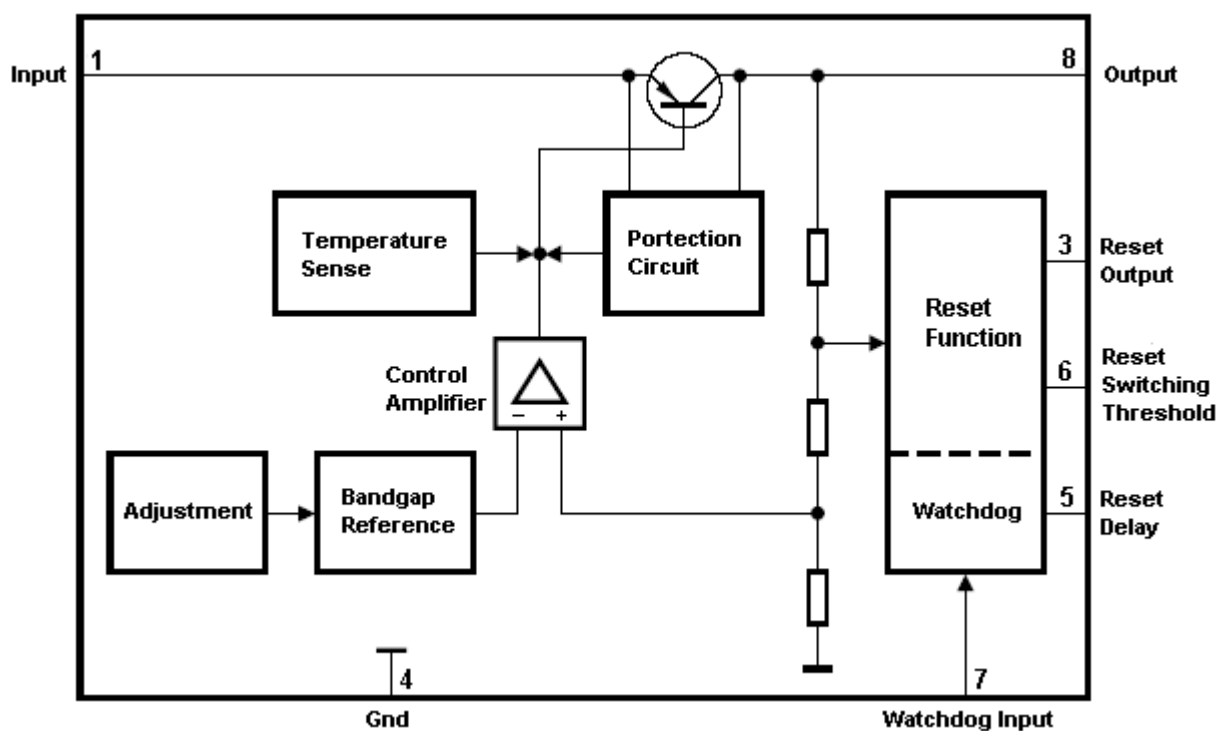 Input
1
8
Output
Temperature
Sense
Portection
Circuit
3
Reset
Output
Reset
Function
Control
Amplifier
6
Reset
Switching
Threshold
− +
Adjustment
Bandgap
Reference
Watchdog
5
Reset
Delay
4
7
Gnd
Watchdog Input